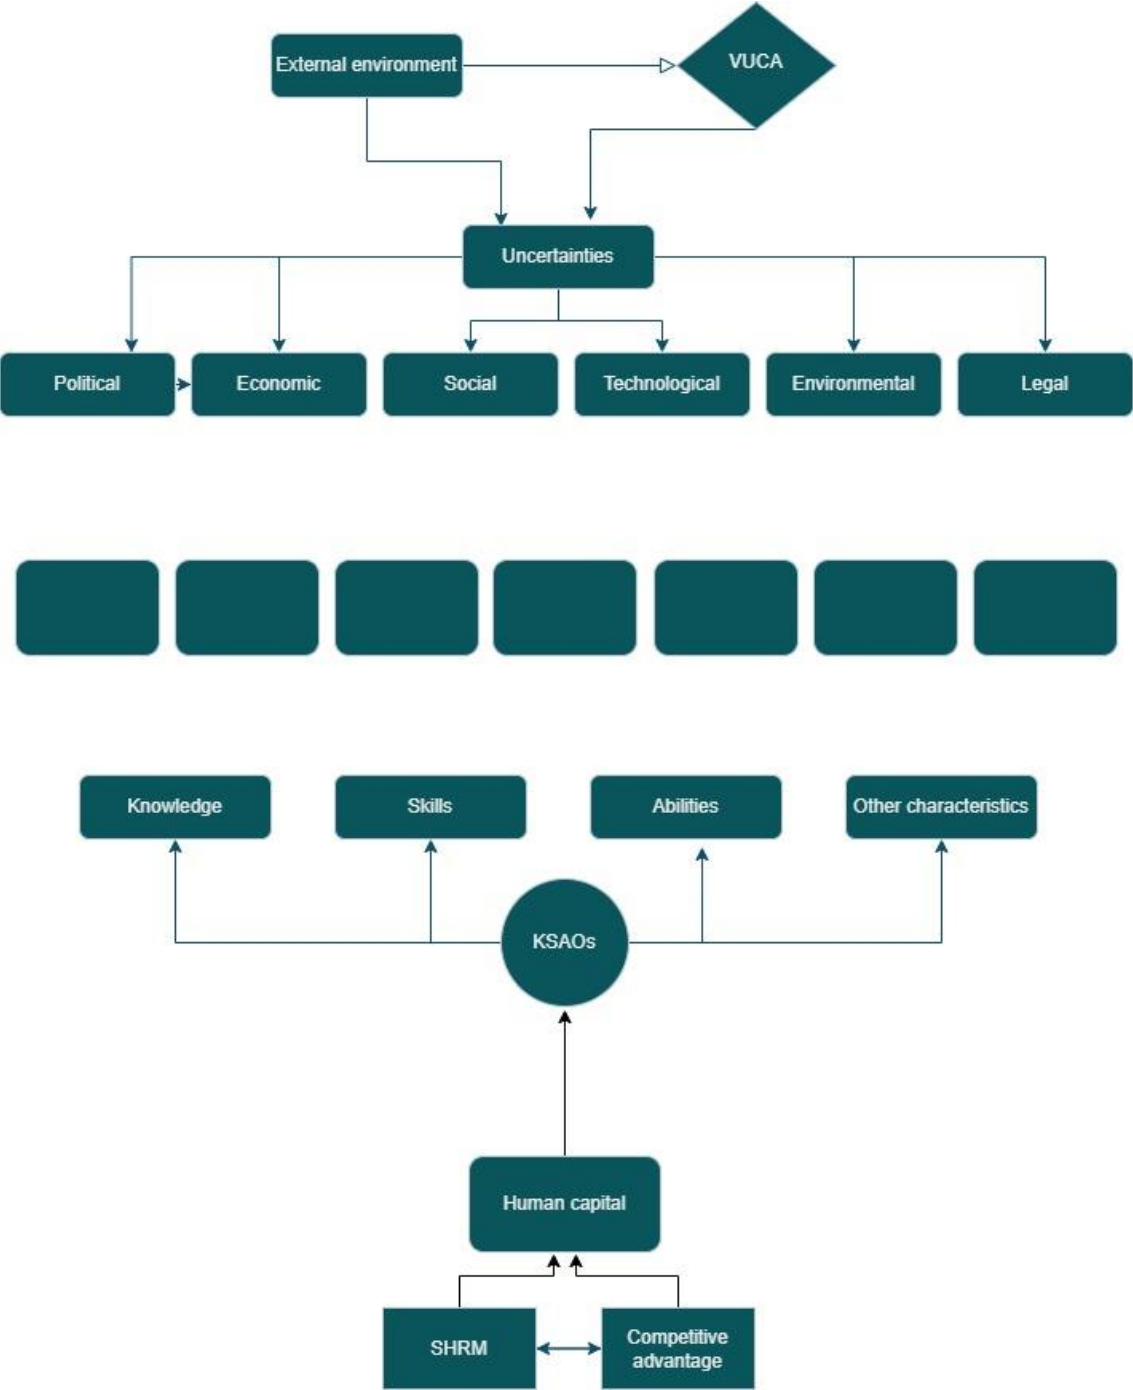 External environment
VUCA
Uncertainties
Political
Economic
Social
Technological
Environmental
Legal
Knowledge
Skills
Abilities
Other characteristics
KSAOs
Human capital
SHRM
Competitive
advantage